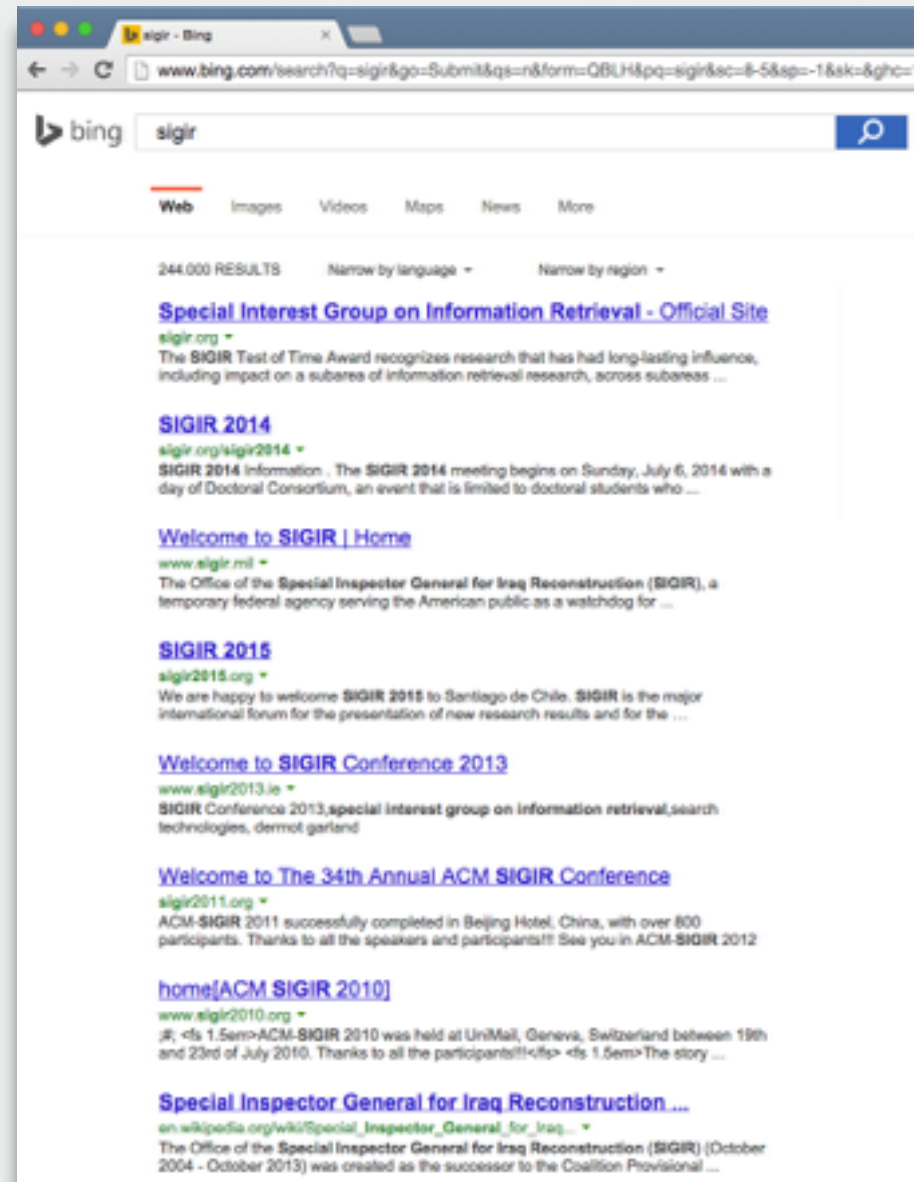 sigir - Bing
www.bing.com/search?q=sigir&go=Submit&qs=n&form=QBLH&pq=sigir&sc=8-5&sp=-1&sk=&ghc=1
bing sigir
Web Images Videos Maps News More
244.000 RESULTS Narrow by language Narrow by region
Special Interest Group on Information Retrieval - Official Site
sigir.org
The SIGIR Test of Time Award recognizes research that has had long-lasting influence,
including impact on a subarea of information retrieval research, across subareas ...
SIGIR 2014
sigir.org/sigir2014
SIGIR 2014 Information . The SIGIR 2014 meeting begins on Sunday, July 6, 2014 with a
day of Doctoral Consortium, an event that is limited to doctoral students who ...
Welcome to SIGIR | Home
www.sigir.mil
The Office of the Special Inspector General for Iraq Reconstruction (SIGIR), a
temporary federal agency serving the American public as a watchdog for ...
SIGIR 2015
sigir2015.org
We are happy to welcome SIGIR 2015 to Santiago de Chile. SIGIR is the major
international forum for the presentation of new research results and for the ...
Welcome to SIGIR Conference 2013
www.sigir2013.ie
SIGIR Conference 2013,special interest group on information retrieval,search
technologies, dermot garland
Welcome to The 34th Annual ACM SIGIR Conference
sigir2011.org
ACM-SIGIR 2011 successfully completed in Beijing Hotel, China, with over 800
participants. Thanks to all the speakers and participants!!! See you in ACM-SIGIR 2012
home[ACM SIGIR 2010]
www.sigir2010.org
;#; <fs 1.5em>ACM-SIGIR 2010 was held at UniMail, Geneva, Switzerland between 19th
and 23rd of July 2010. Thanks to all the participants!!!</fs> <fs 1.5em>The story ...
Special Inspector General for Iraq Reconstruction ...
en.wikipedia.org/wiki/Special_Inspector_General_for_Iraq...
The Office of the Special Inspector General for Iraq Reconstruction (SIGIR) (October
2004 - October 2013) was created as the successor to the Coalition Provisional ...